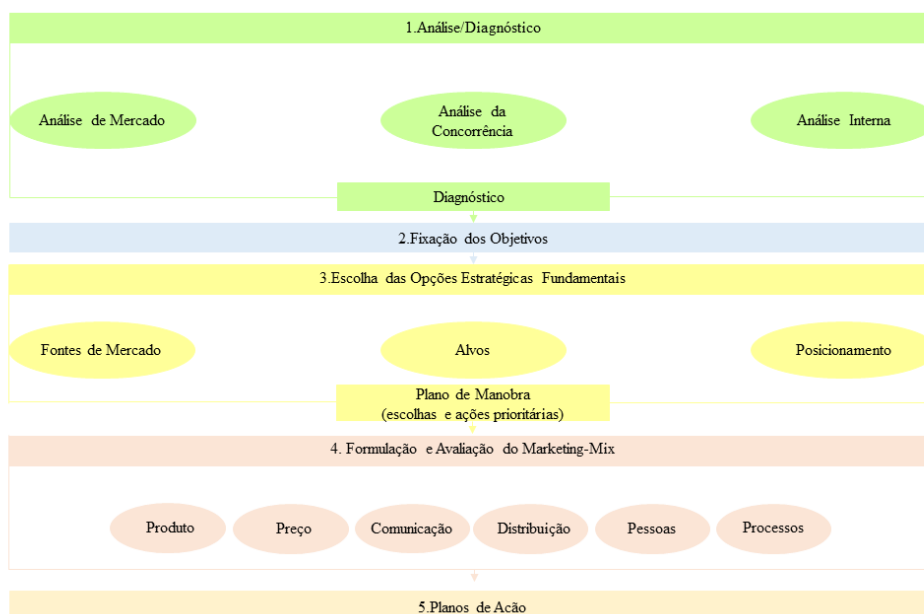 1.Análise/Diagnóstico
Análise de Mercado
Análise da
Concorrência
Análise Interna
Diagnóstico
2.Fixação dos Objetivos
3.Escolha das Opções Estratégicas Fundamentais
Fontes de Mercado
Alvos
Posicionamento
Plano de Manobra
(escolhas e ações prioritárias)
4. Formulação e Avaliação do Marketing-Mix
Produto
Preço
Comunicação
Distribuição
Pessoas
Processos
5.Planos de Ação